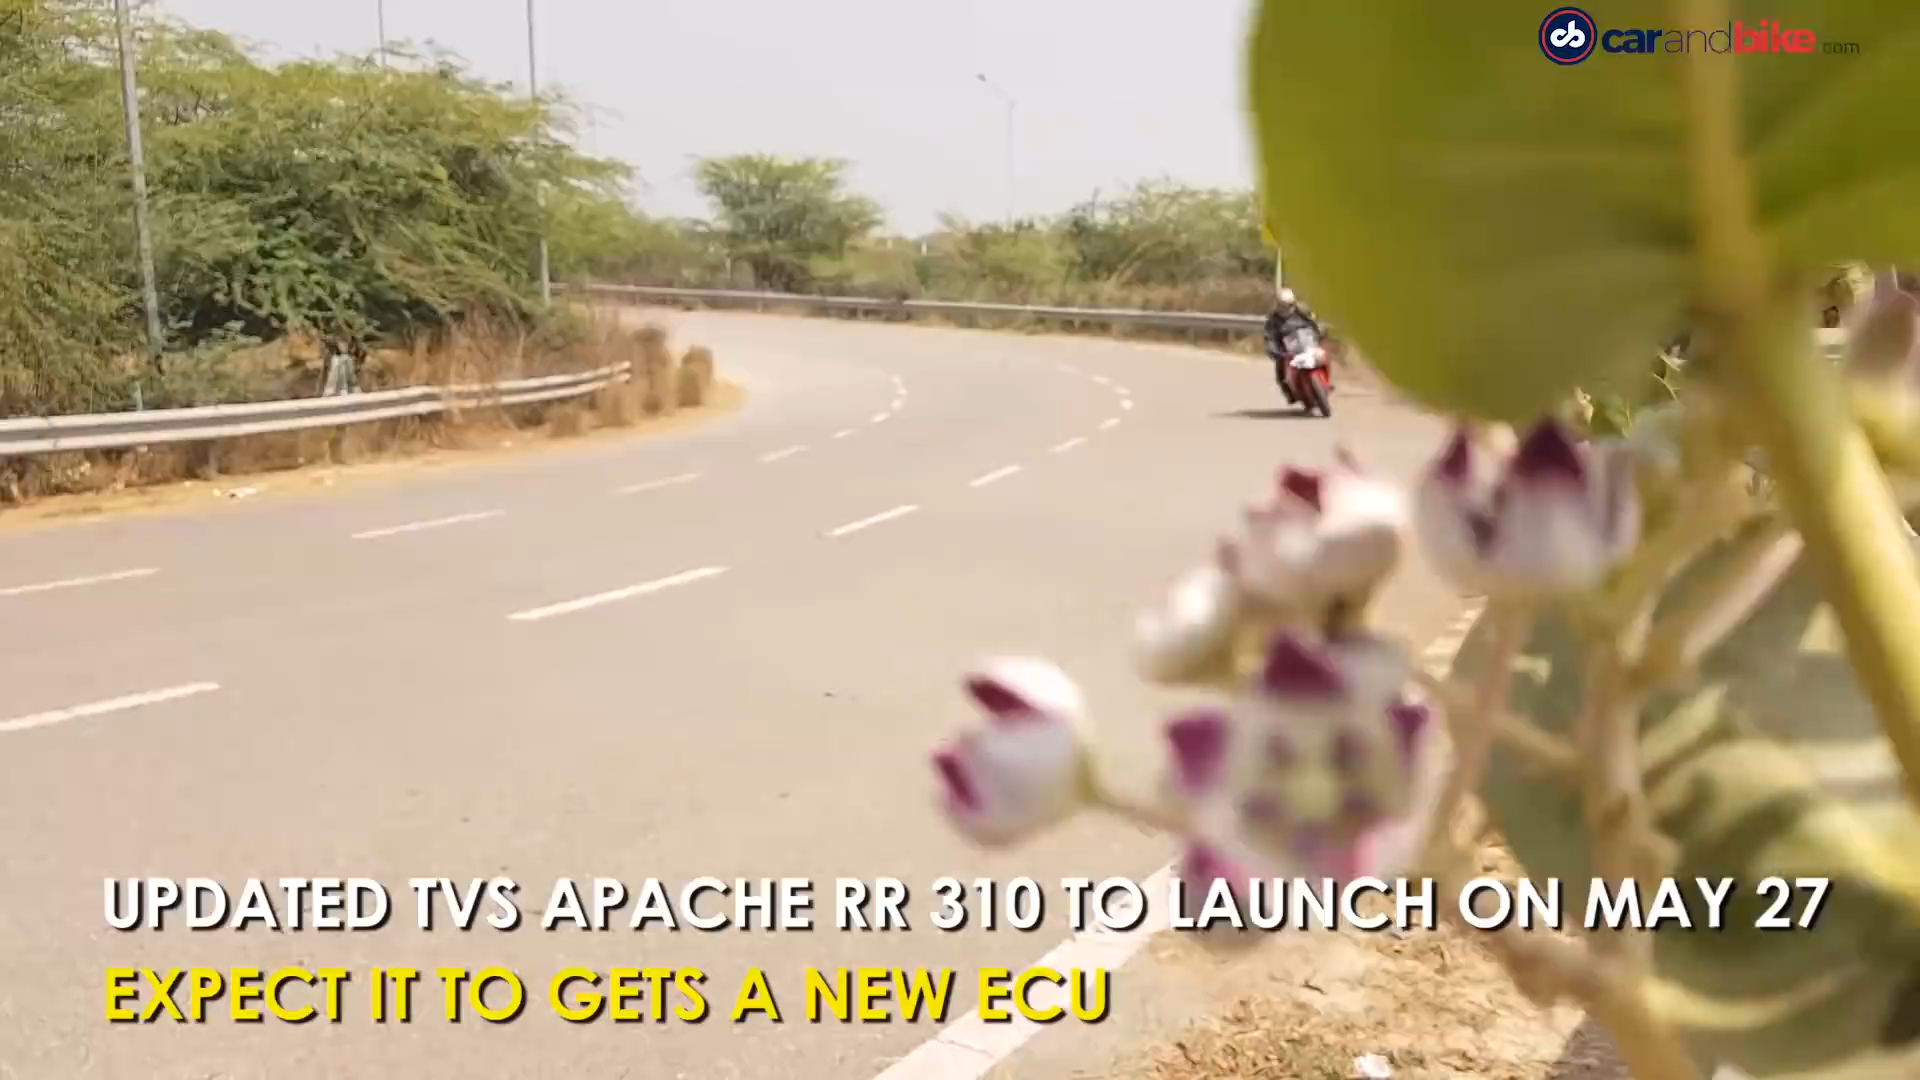 carandbike.com
UPDATED TVS APACHE RR 310 TO LAUNCH ON MAY 27
EXPECT IT TO GETS A NEW ECU